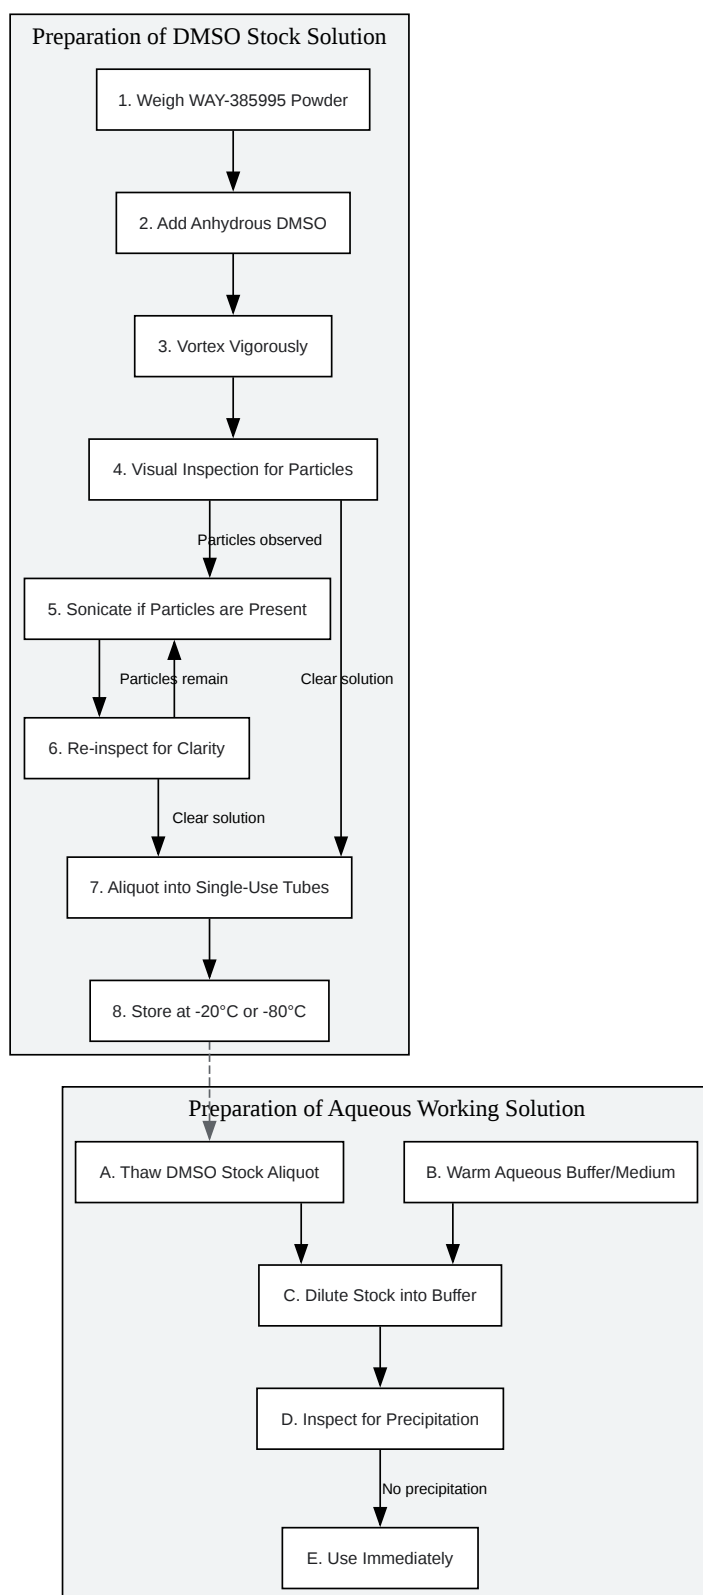 Preparation of DMSO Stock Solution
1. Weigh WAY-385995 Powder
2. Add Anhydrous DMSO
3. Vortex Vigorously
4. Visual Inspection for Particles
Particles observed
5. Sonicate if Particles are Present
Particles remain
Clear solution
6. Re-inspect for Clarity
Clear solution
7. Aliquot into Single-Use Tubes
8. Store at -20°C or -80°C
Preparation of Aqueous Working Solution
A. Thaw DMSO Stock Aliquot
B. Warm Aqueous Buffer/Medium
C. Dilute Stock into Buffer
D. Inspect for Precipitation
No precipitation
E. Use Immediately